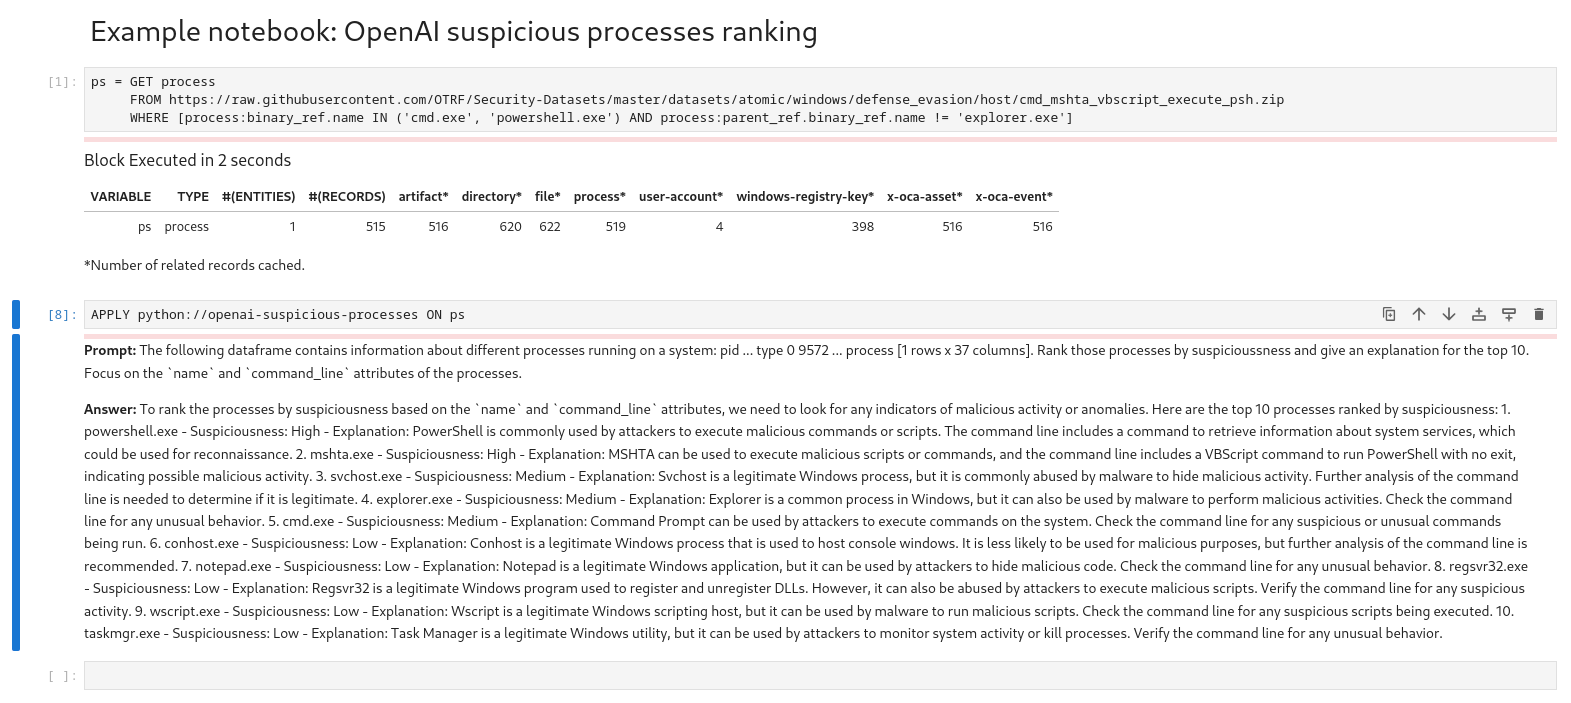 Example notebook: OpenAI suspicious processes ranking
[1]:
ps = GET process
FROM https://raw.githubusercontent.com/OTRF/Security-Datasets/master/datasets/atomic/windows/defense_evasion/host/cmd_mshta_vbscript_execute_psh.zip
WHERE [process:binary_ref.name IN ('cmd.exe', 'powershell.exe') AND process:parent_ref.binary_ref.name != 'explorer.exe']
Block Executed in 2 seconds
VARIABLE TYPE #(ENTITIES) #(RECORDS) artifact* directory* file* process* user-account* windows-registry-key* x-oca-asset* x-oca-event*
ps process 1 515 516 620 622 519 4 398 516 516
*Number of related records cached.
[8]:
APPLY python://openai-suspicious-processes ON ps
Prompt: The following dataframe contains information about different processes running on a system: pid ... type 0 9572 ... process [1 rows x 37 columns]. Rank those processes by suspicioussness and give an explanation for the top 10.
Focus on the `name` and `command_line` attributes of the processes.
Answer: To rank the processes by suspiciousness based on the `name` and `command_line` attributes, we need to look for any indicators of malicious activity or anomalies. Here are the top 10 processes ranked by suspiciousness: 1.
powershell.exe - Suspiciousness: High - Explanation: PowerShell is commonly used by attackers to execute malicious commands or scripts. The command line includes a command to retrieve information about system services, which
could be used for reconnaissance. 2. mshta.exe - Suspiciousness: High - Explanation: MSHTA can be used to execute malicious scripts or commands, and the command line includes a VBScript command to run PowerShell with no exit,
indicating possible malicious activity. 3. svchost.exe - Suspiciousness: Medium - Explanation: Svchost is a legitimate Windows process, but it is commonly abused by malware to hide malicious activity. Further analysis of the command
line is needed to determine if it is legitimate. 4. explorer.exe - Suspiciousness: Medium - Explanation: Explorer is a common process in Windows, but it can also be used by malware to perform malicious activities. Check the command
line for any unusual behavior. 5. cmd.exe - Suspiciousness: Medium - Explanation: Command Prompt can be used by attackers to execute commands on the system. Check the command line for any suspicious or unusual commands
being run. 6. conhost.exe - Suspiciousness: Low - Explanation: Conhost is a legitimate Windows process that is used to host console windows. It is less likely to be used for malicious purposes, but further analysis of the command line is
recommended. 7. notepad.exe - Suspiciousness: Low - Explanation: Notepad is a legitimate Windows application, but it can be used by attackers to hide malicious code. Check the command line for any unusual behavior. 8. regsvr32.exe
- Suspiciousness: Low - Explanation: Regsvr32 is a legitimate Windows program used to register and unregister DLLs. However, it can also be abused by attackers to execute malicious scripts. Verify the command line for any suspicious
activity. 9. wscript.exe - Suspiciousness: Low - Explanation: Wscript is a legitimate Windows scripting host, but it can be used by malware to run malicious scripts. Check the command line for any suspicious scripts being executed. 10.
taskmgr.exe - Suspiciousness: Low - Explanation: Task Manager is a legitimate Windows utility, but it can be used by attackers to monitor system activity or kill processes. Verify the command line for any unusual behavior.
[ ]: